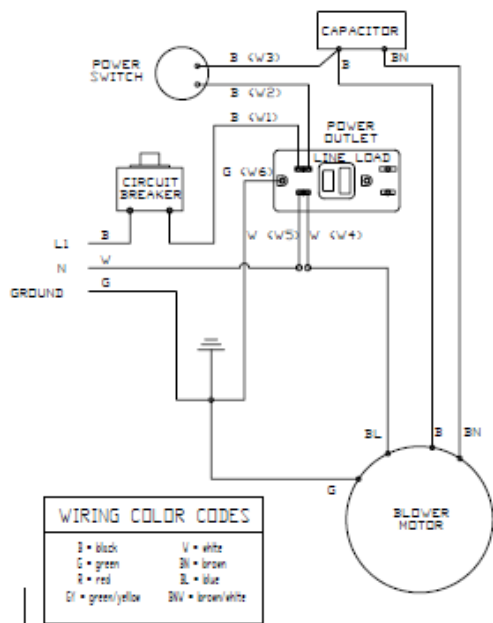 CAPACITOR
B (W3)
B
BN
POWER
SWITCH
B (W2)
B (W1)
POWER
OUTLET
LINE LOAD
G (W6)
CIRCUIT
BREAKER
B
L1
W (W5)
W (W4)
W
N
G
GROUND
BL
B
BN
G
BLOWER
MOTOR
WIRING COLOR CODES
B = black
W = white
G = green
BN = brown
R = red
BL = blue
GY = green/yellow
BNW = brown/white